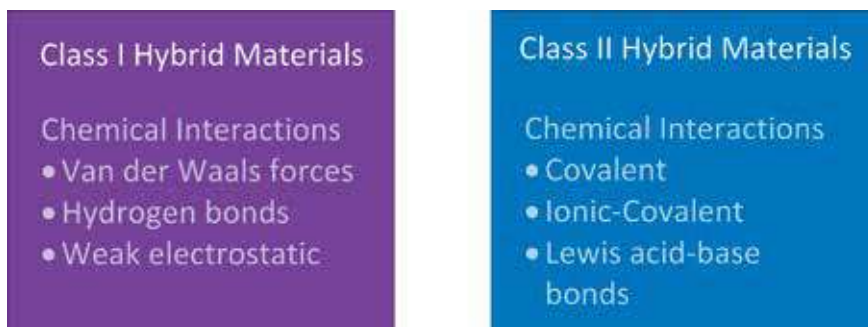 Class I Hybrid Materials
Chemical Interactions
• Van der Waals forces
• Hydrogen bonds
• Weak electrostatic
Class II Hybrid Materials
Chemical Interactions
• Covalent
• Ionic-Covalent
• Lewis acid-base
bonds